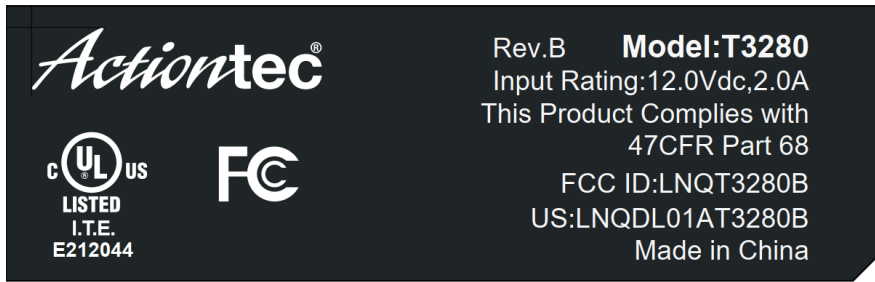 Actiontec®
Rev.B Model:T3280
Input Rating:12.0Vdc,2.0A
This Product Complies with
47CFR Part 68
FCC ID:LNQT3280B
US:LNQDL01AT3280B
Made in China
C UL® US
LISTED
I.T.E.
E212044
FC